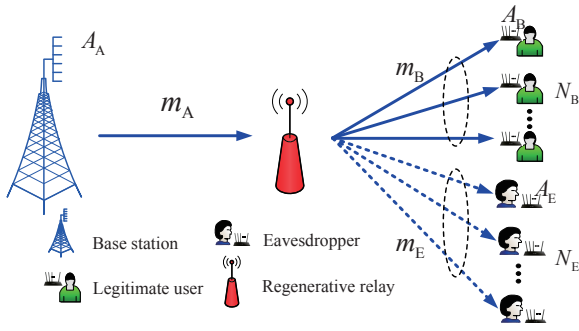 A_A
m_A
A_B
m_B
N_B
A_E
m_E
N_E
Base station
Eavesdropper
Legitimate user
Regenerative relay